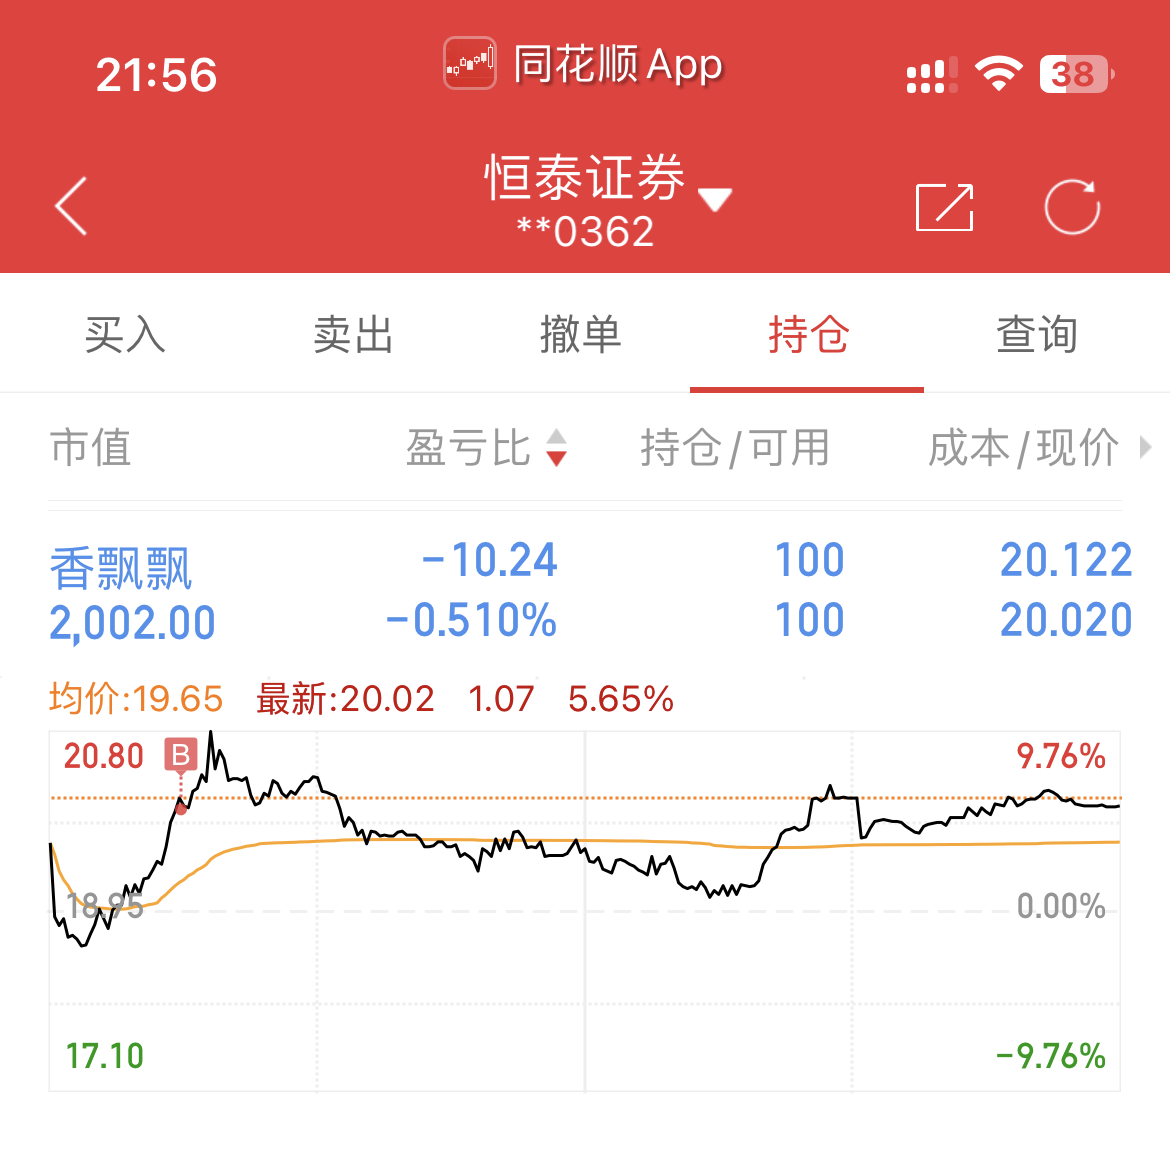 21:56 同花顺App 38
恒泰证券
**0362
买入 卖出 撤单 持仓 查询
市值 盈亏比 持仓/可用 成本/现价
香飘飘 -10.24 100 20.122
2,002.00 -0.510% 100 20.020
均价:19.65 最新:20.02 1.07 5.65%
20.80 B 9.76%
18.95 0.00%
17.10 -9.76%